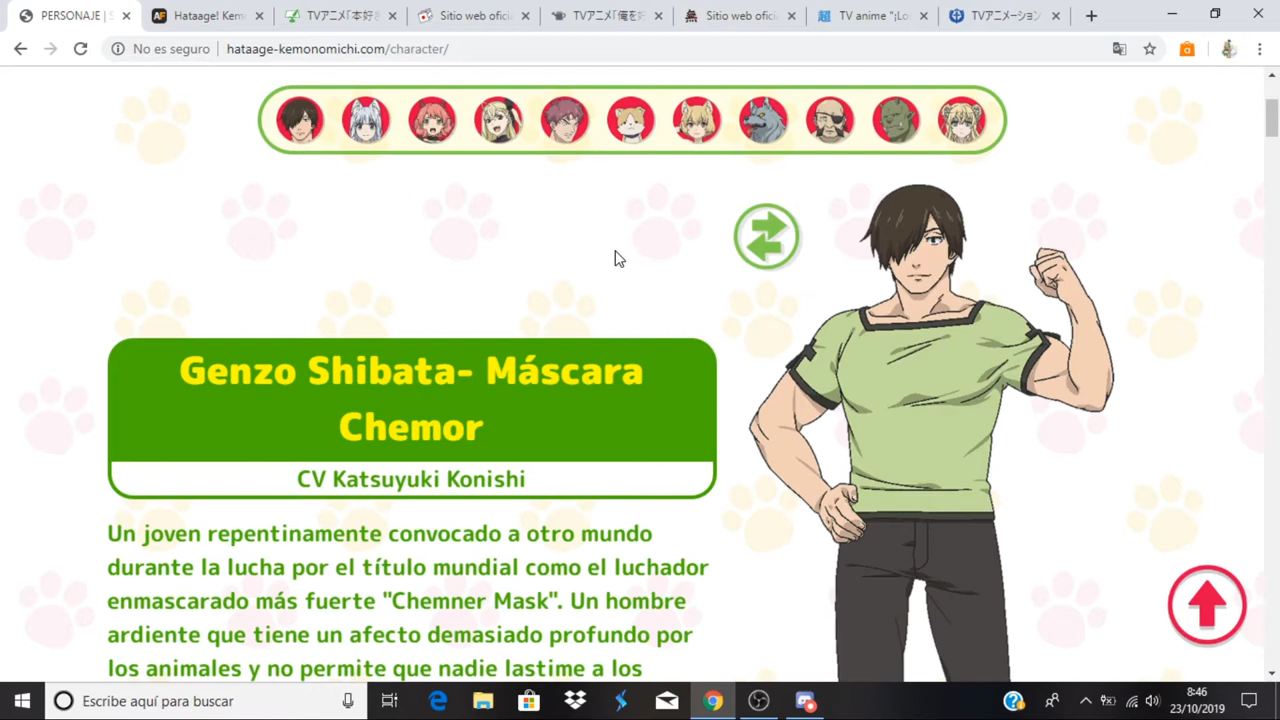 PERSONAJE | S
Hataage! Kem
TVアニメ「本好き
Sitio web ofici
TVアニメ「俺を好
Sitio web ofici
TV anime "¡Lo
TVアニメーション
No es seguro | hataage-kemonomichi.com/character/
Genzo Shibata- Máscara
Chemor
CV Katsuyuki Konishi
Un joven repentinamente convocado a otro mundo
durante la lucha por el título mundial como el luchador
enmascarado más fuerte "Chemner Mask". Un hombre
ardiente que tiene un afecto demasiado profundo por
los animales y no permite que nadie lastime a los
Escribe aquí para buscar
8:46
23/10/2019